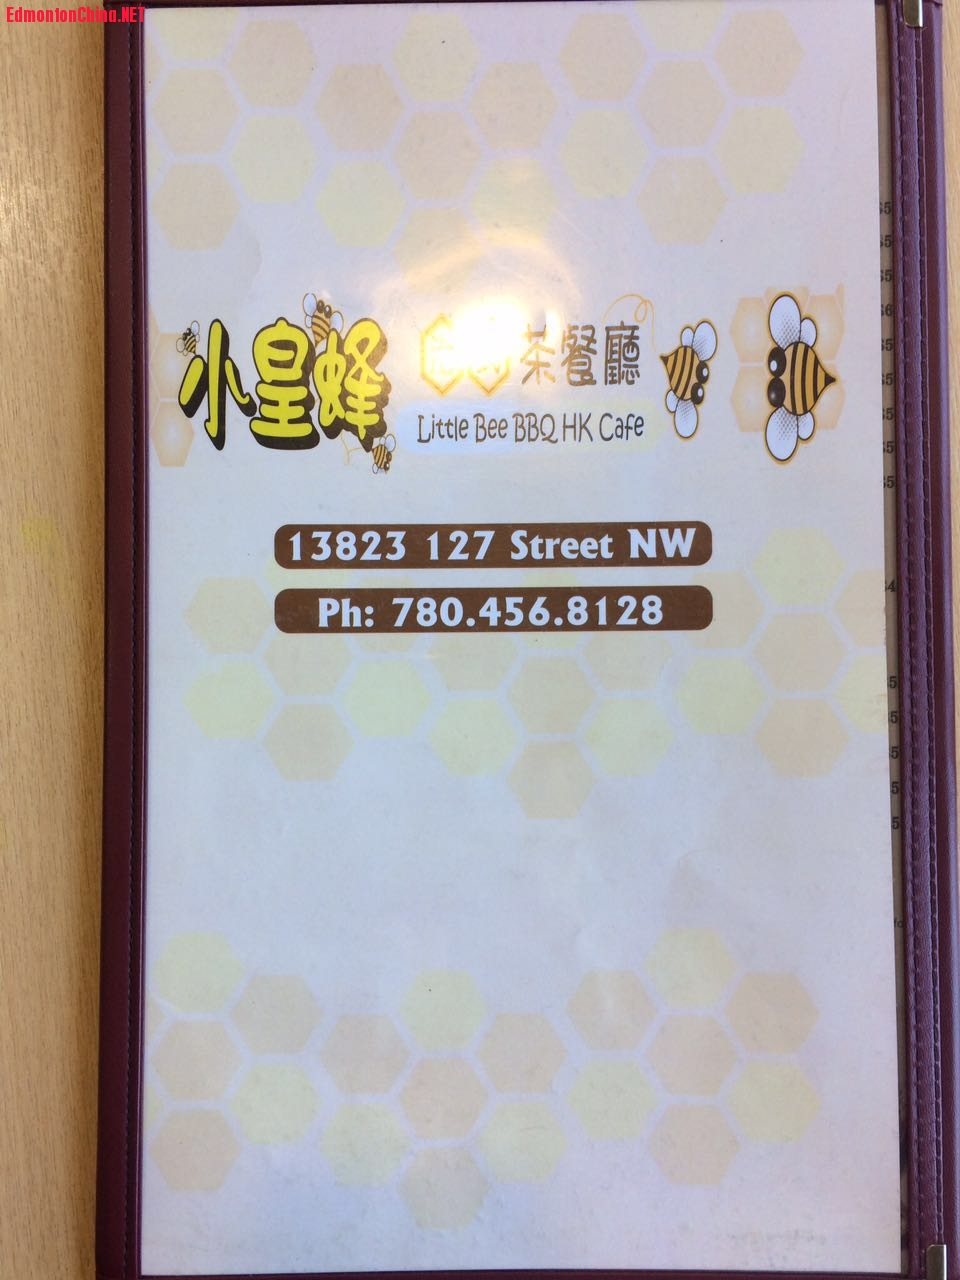 EdmontonChina.NET
小皇蜂
茶餐廳
Little Bee BBQ HK Cafe
13823 127 Street NW
Ph: 780.456.8128